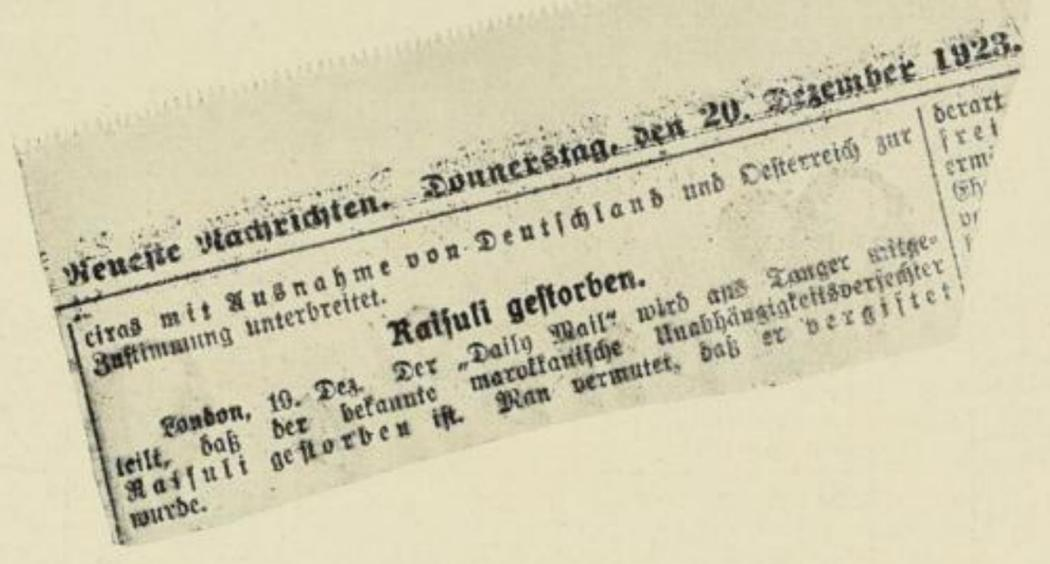 Neueste Nachrichten. Donnerstag, den 20. Dezember 1923.
ciras mit Ausnahme von Deutschland und Oesterreich zur
Zustimmung unterbreitet.
Raisuli gestorben.
London, 19. Dez. Der „Daily Mail“ wird aus Tanger mitge-
teilt, daß der bekannte marokkanische Unabhängigkeitsverfechter
Raisuli gestorben ist. Man vermutet, daß er vergiftet
wurde.
derart
frei